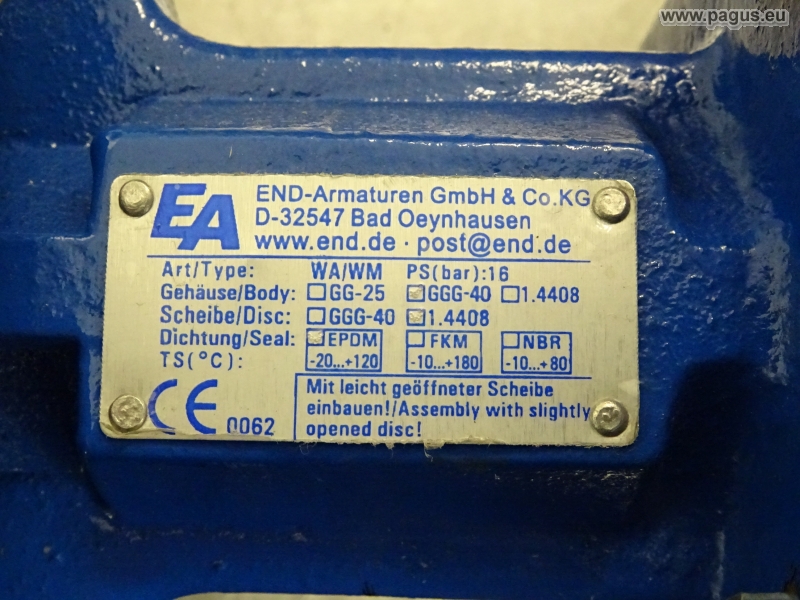 www.pagus.eu
EA
END-Armaturen GmbH & Co.KG
D-32547 Bad Oeynhausen
www.end.de · post@end.de
Art/Type: WA/WM PS(bar):16
Gehäuse/Body: GG-25 GGG-40 1.4408
Scheibe/Disc: GGG-40 1.4408
Dichtung/Seal: EPDM FKM NBR
TS(°C): -20...+120 -10...+180 -10...+80
CE 0062
Mit leicht geöffneter Scheibe
einbauen!/Assembly with slightly
opened disc!